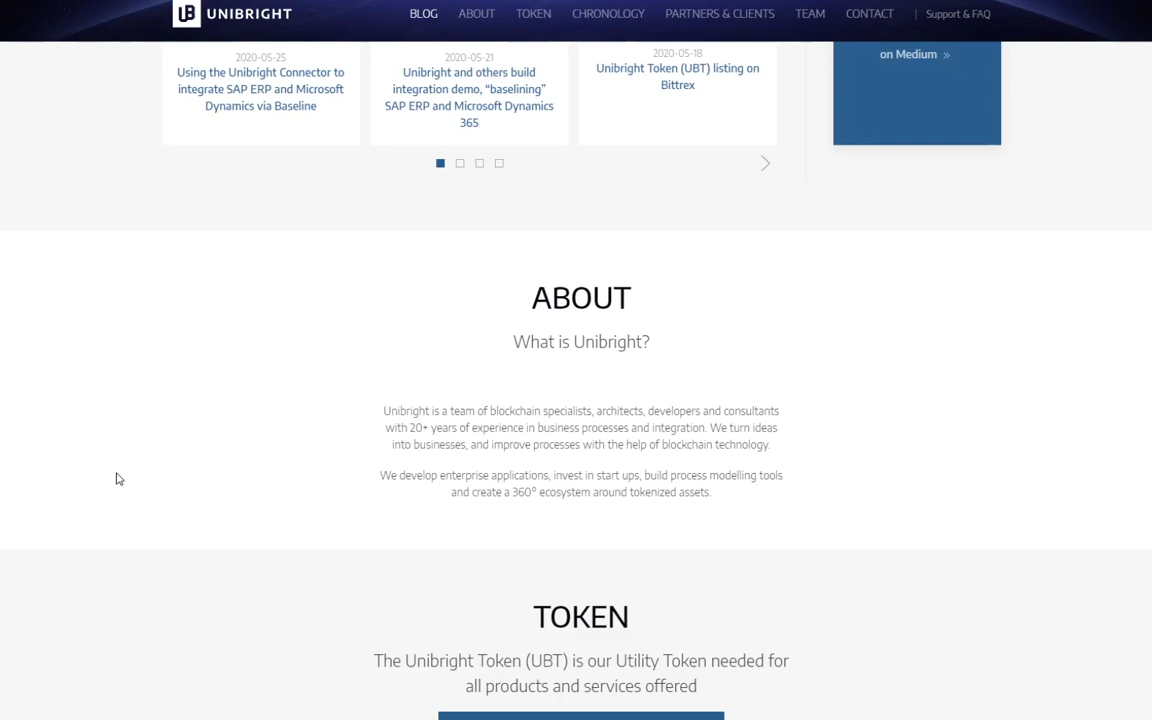 UB UNIBRIGHT BLOG ABOUT TOKEN CHRONOLOGY PARTNERS & CLIENTS TEAM CONTACT | Support & FAQ
2020-05-25
Using the Unibright Connector to
integrate SAP ERP and Microsoft
Dynamics via Baseline
2020-05-21
Unibright and others build
integration demo, “baselining”
SAP ERP and Microsoft Dynamics
365
2020-05-18
Unibright Token (UBT) listing on
Bittrex
on Medium »
ABOUT
What is Unibright?
Unibright is a team of blockchain specialists, architects, developers and consultants
with 20+ years of experience in business processes and integration. We turn ideas
into businesses, and improve processes with the help of blockchain technology.
We develop enterprise applications, invest in start ups, build process modelling tools
and create a 360° ecosystem around tokenized assets.
TOKEN
The Unibright Token (UBT) is our Utility Token needed for
all products and services offered